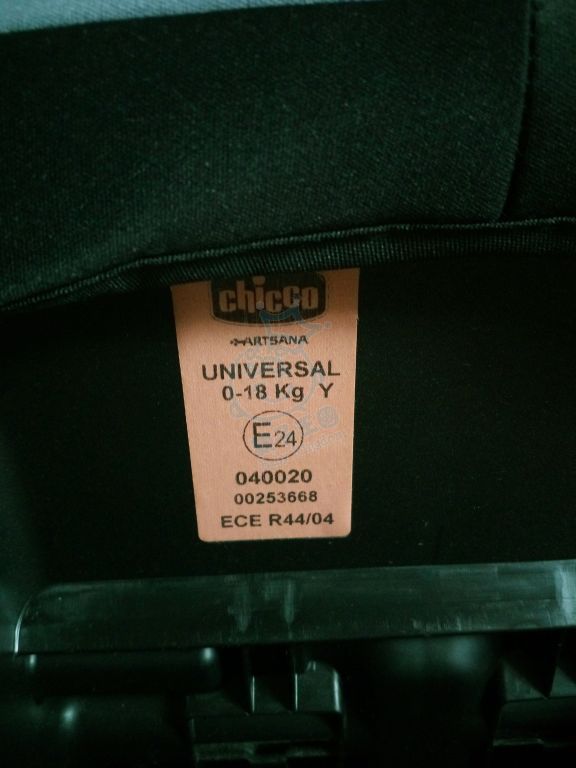 chicco
ARTSANA
UNIVERSAL
0-18 Kg Y
E24
040020
00253668
ECE R44/04